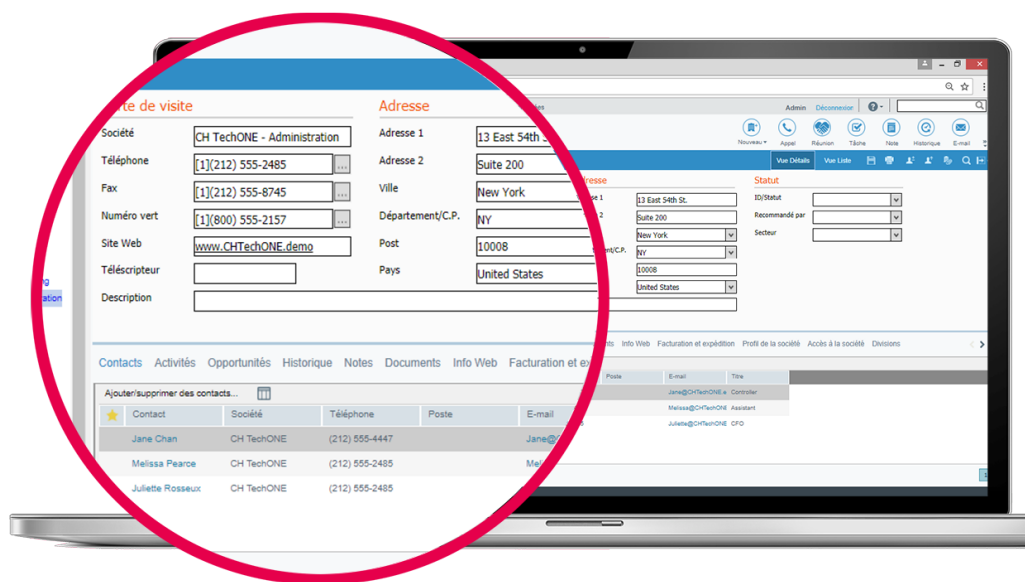 Admin Déconnexion
Nouveau Appel Réunion Tâche Note Historique E-mail
Vue Détails Vue Liste
de visite
Société CH TechONE - Administration
Téléphone [1](212) 555-2485 ...
Fax [1](212) 555-8745 ...
Numéro vert [1](800) 555-2157 ...
Site Web www.CHTechONE.demo
Téléscripteur
Description
Adresse
Adresse 1 13 East 54th
Adresse 2 Suite 200
Ville New York
Département/C.P. NY
Post 10008
Pays United States
13 East 54th St.
Suite 200
New York
NY
10008
United States
Statut
ID/Statut
Recommandé par
Secteur
Contacts Activités Opportunités Historique Notes Documents Info Web Facturation et
Info Web Facturation et expédition Profil de la société Accès à la société Divisions
Ajouter/supprimer des contacts...
Contact Société Téléphone Poste E-mail
Jane Chan CH TechONE (212) 555-4447 Jane@
Melissa Pearce CH TechONE (212) 555-2485
Juliette Rosseux CH TechONE (212) 555-2485
Poste E-mail Titre
Jane@CHTechONE.e Controller
Melissa@CHTechONE Assistant
Juliette@CHTechONE CFO